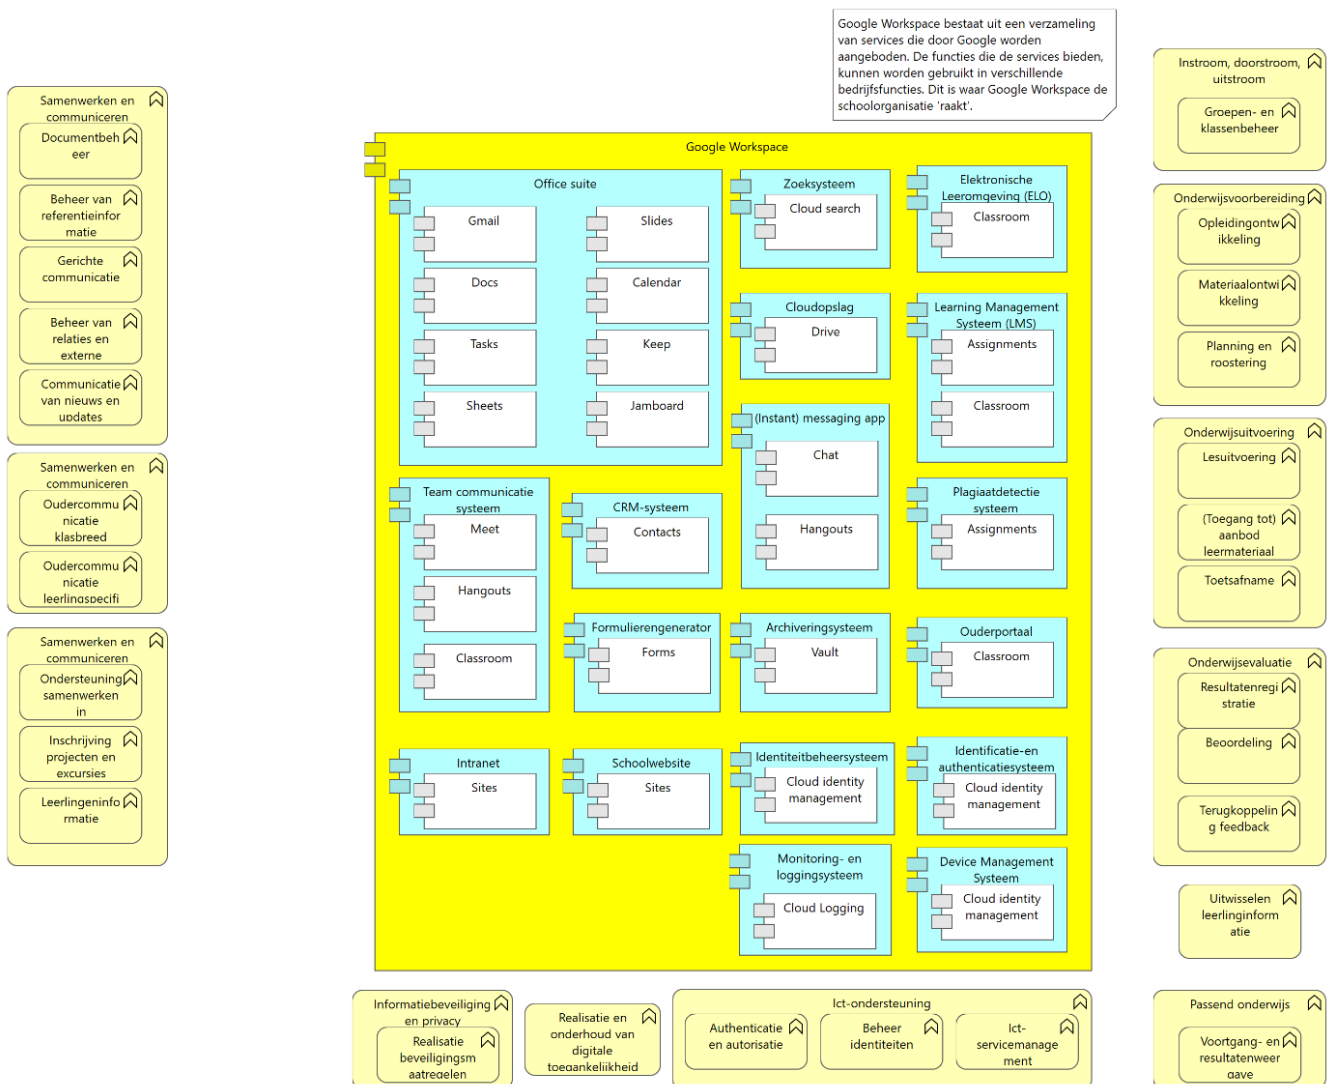 Google Workspace bestaat uit een verzameling
van services die door Google worden
aangeboden. De functies die de services bieden,
kunnen worden gebruikt in verschillende
bedrijfsfuncties. Dit is waar Google Workspace de
schoolorganisatie 'raakt'.
Samenwerken en
communiceren
Documentbeh
eer
Beheer van
referentieinfor
matie
Gerichte
communicatie
Beheer van
relaties en
externe
Communicatie
van nieuws en
updates
Samenwerken en
communiceren
Oudercommu
nicatie
klasbreed
Oudercommu
nicatie
leerlingspecifi
Samenwerken en
communiceren
Ondersteuning
samenwerken
in
Inschrijving
projecten en
excursies
Leerlingeninfo
rmatie
Google Workspace
Office suite
Gmail
Slides
Docs
Calendar
Tasks
Keep
Sheets
Jamboard
Zoeksysteem
Cloud search
Elektronische
Leeromgeving (ELO)
Classroom
Cloudopslag
Drive
Learning Management
Systeem (LMS)
Assignments
Classroom
(Instant) messaging app
Chat
Hangouts
Team communicatie
systeem
Meet
Hangouts
Classroom
CRM-systeem
Contacts
Plagiaatdetectie
systeem
Assignments
Formulierengenerator
Forms
Archiveringsysteem
Vault
Ouderportaal
Classroom
Intranet
Sites
Schoolwebsite
Sites
Identiteitbeheersysteem
Cloud identity
management
Identificatie-en
authenticatiesysteem
Cloud identity
management
Monitoring- en
loggingsysteem
Cloud Logging
Device Management
Systeem
Cloud identity
management
Instroom, doorstroom,
uitstroom
Groepen- en
klassenbeheer
Onderwijsvoorbereiding
Opleidingontw
ikkeling
Materiaalontwi
kkeling
Planning en
roostering
Onderwijsuitvoering
Lesuitvoering
(Toegang tot)
aanbod
leermateriaal
Toetsafname
Onderwijsevaluatie
Resultatenregi
stratie
Beoordeling
Terugkoppelin
g feedback
Uitwisselen
leerlinginform
atie
Informatiebeveiliging
en privacy
Realisatie
beveiligingsm
aatregelen
Realisatie en
onderhoud van
digitale
toegankelijkheid
Ict-ondersteuning
Authenticatie
en autorisatie
Beheer
identiteiten
Ict-
servicemanage
ment
Passend onderwijs
Voortgang- en
resultatenweer
gave